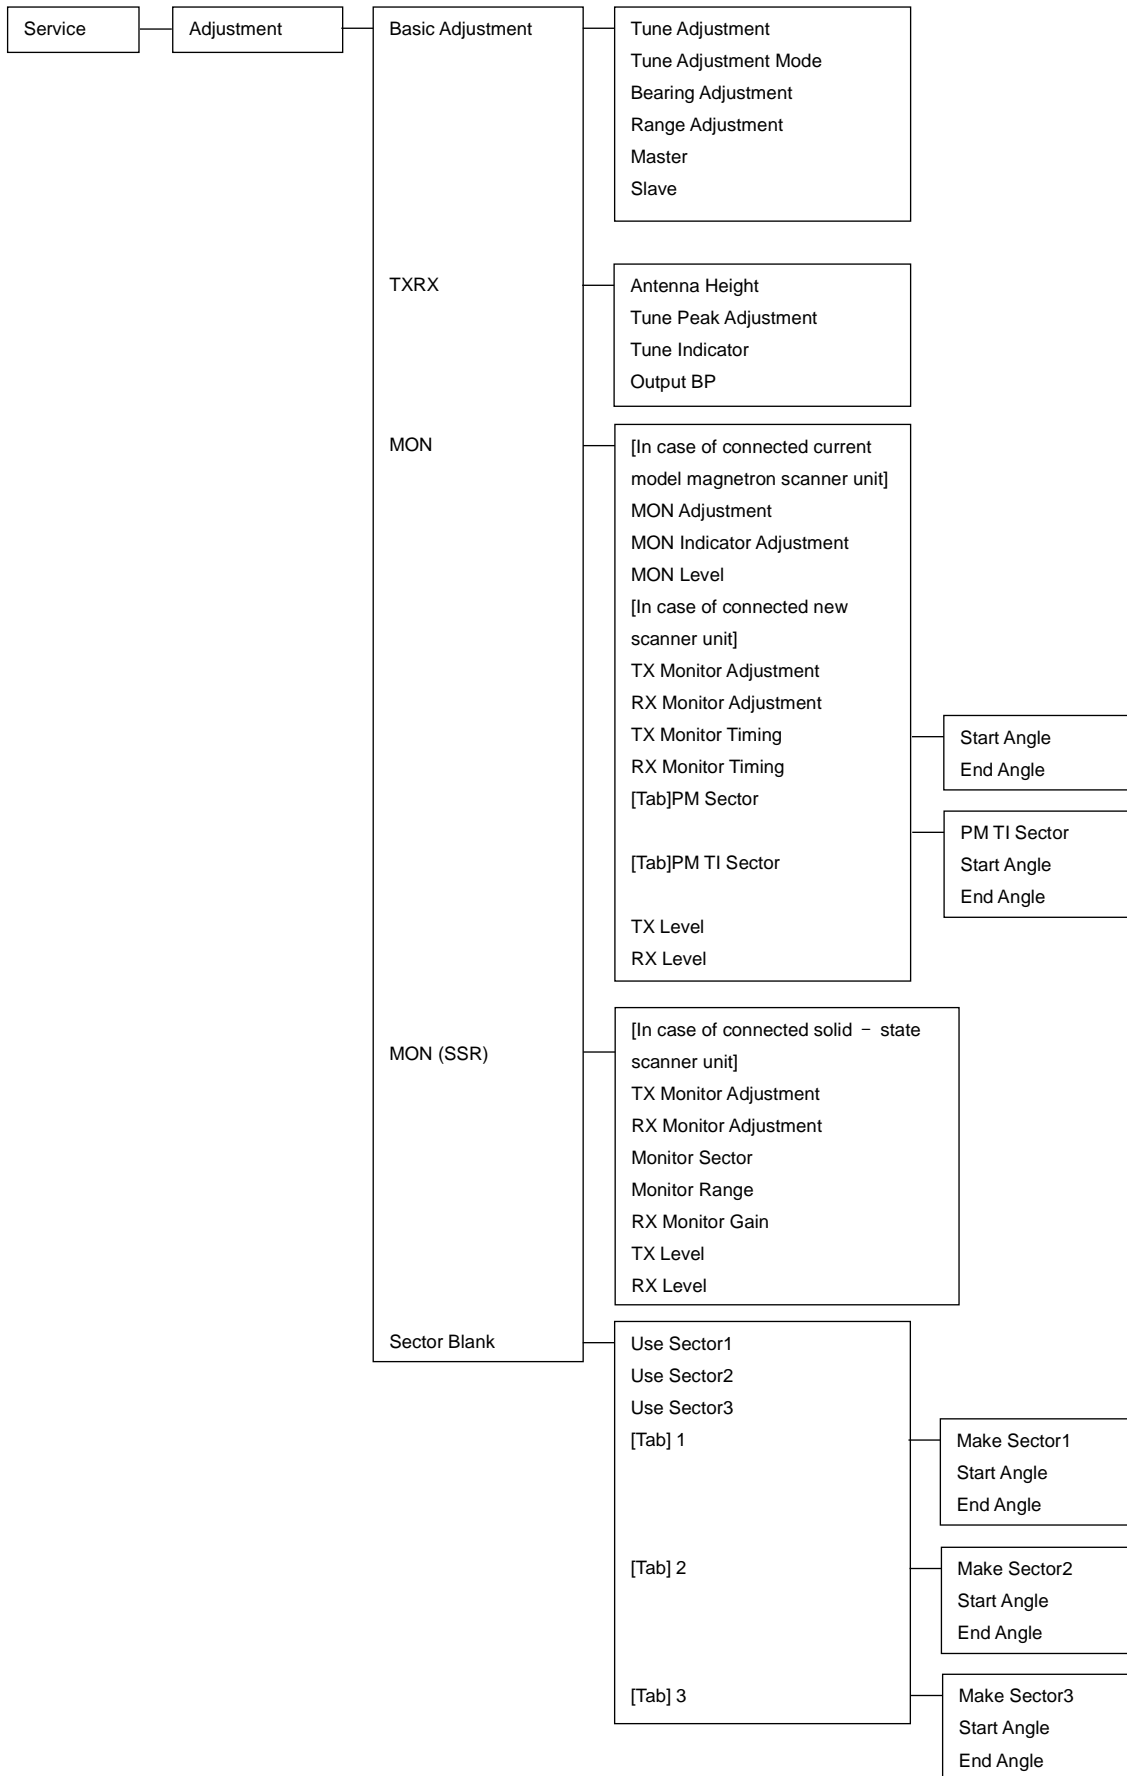 Service
Adjustment
Basic Adjustment
Tune Adjustment
Tune Adjustment Mode
Bearing Adjustment
Range Adjustment
Master
Slave
TXRX
Antenna Height
Tune Peak Adjustment
Tune Indicator
Output BP
MON
[In case of connected current
model magnetron scanner unit]
MON Adjustment
MON Indicator Adjustment
MON Level
[In case of connected new
scanner unit]
TX Monitor Adjustment
RX Monitor Adjustment
TX Monitor Timing
RX Monitor Timing
[Tab]PM Sector
Start Angle
End Angle
[Tab]PM TI Sector
PM TI Sector
Start Angle
End Angle
TX Level
RX Level
MON (SSR)
[In case of connected solid － state
scanner unit]
TX Monitor Adjustment
RX Monitor Adjustment
Monitor Sector
Monitor Range
RX Monitor Gain
TX Level
RX Level
Sector Blank
Use Sector1
Use Sector2
Use Sector3
[Tab] 1
Make Sector1
Start Angle
End Angle
[Tab] 2
Make Sector2
Start Angle
End Angle
[Tab] 3
Make Sector3
Start Angle
End Angle